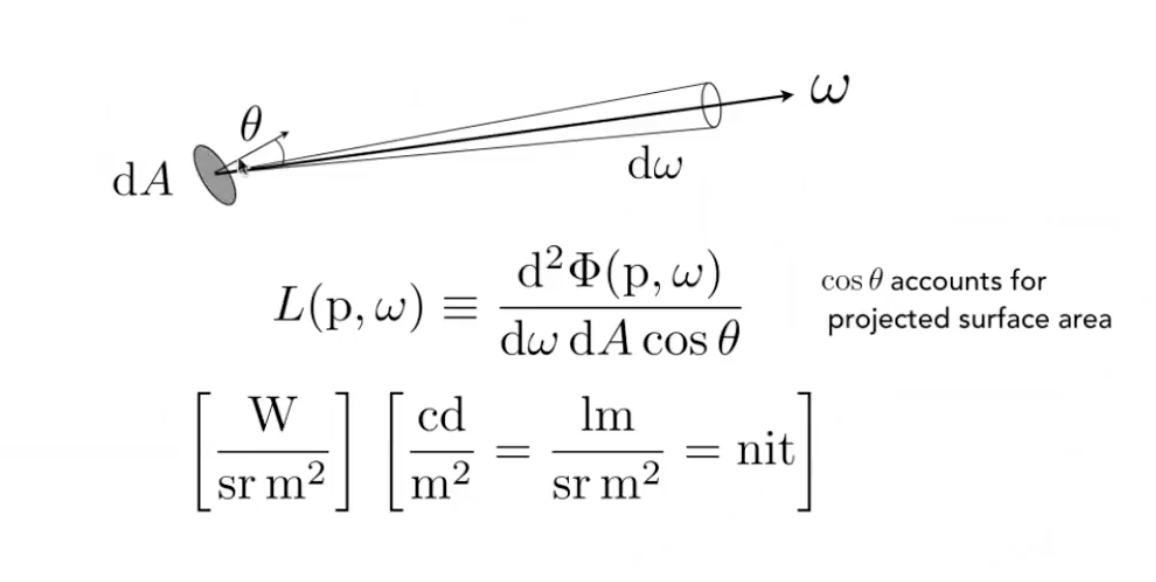 θ
ω
dA
dω
L(p, ω) ≡ d²Φ(p, ω) / dω dA cos θ
cos θ accounts for
projected surface area
[W / sr m²] [cd / m² = lm / sr m² = nit]